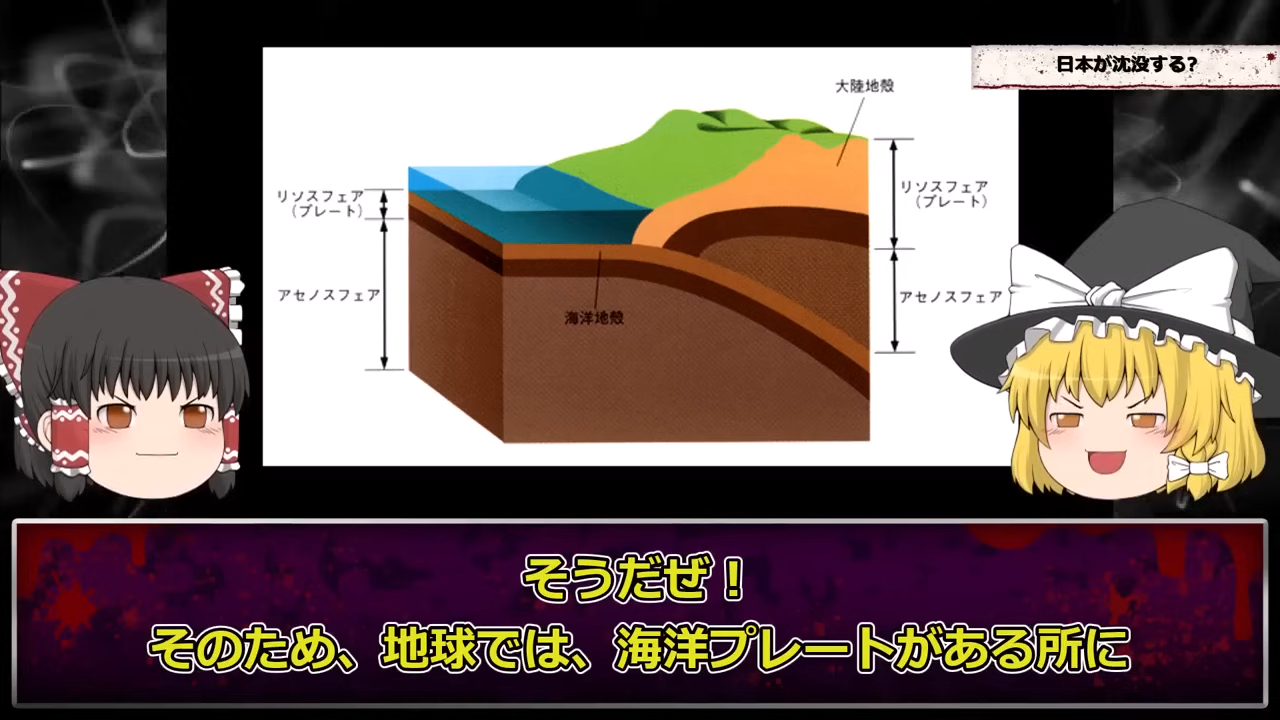 日本が沈没する?
大陸地殻
リソスフェア
（プレート）
リソスフェア
（プレート）
アセノスフェア
アセノスフェア
海洋地殻
そうだぜ！
そのため、地球では、海洋プレートがある所に